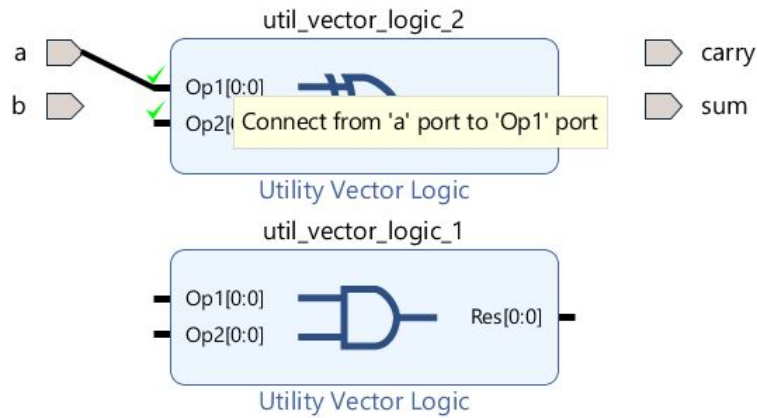 util_vector_logic_2
a
b
Op1[0:0]
Op2[
Connect from 'a' port to 'Op1' port
carry
sum
Utility Vector Logic
util_vector_logic_1
Op1[0:0]
Op2[0:0]
Res[0:0]
Utility Vector Logic